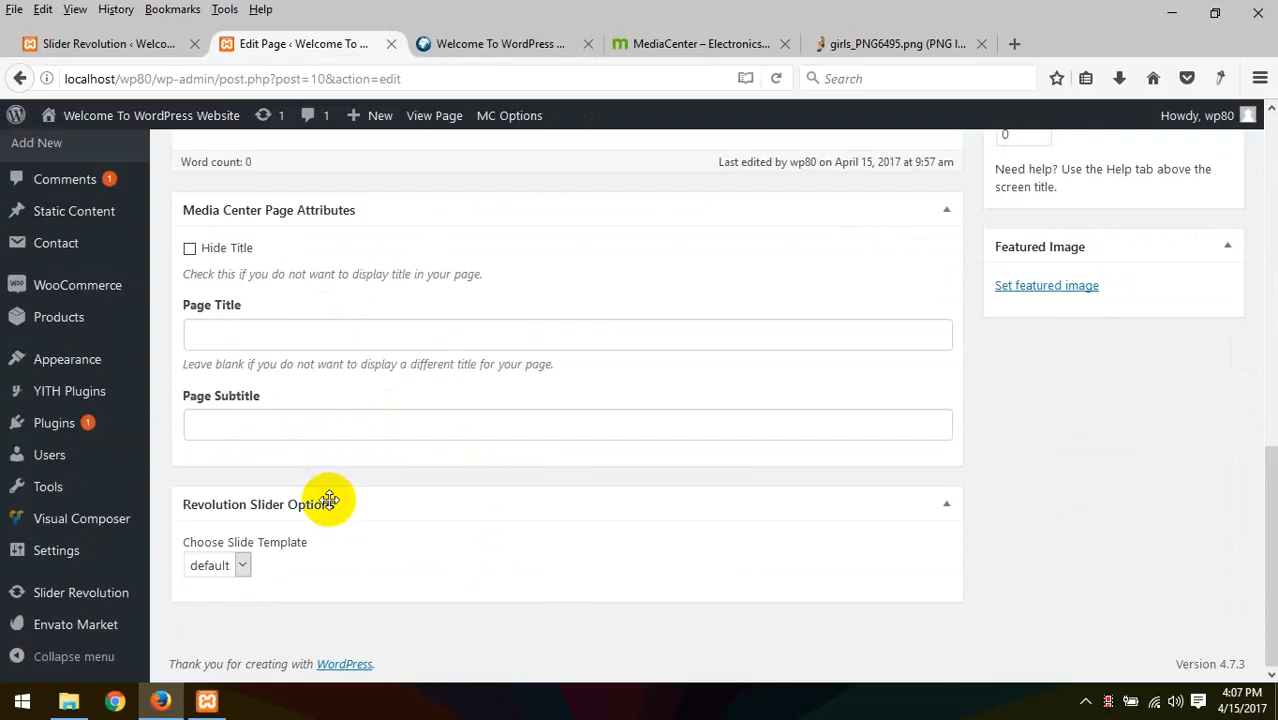 File Edit View History Bookmarks Tools Help
Slider Revolution ‹ Welco... Edit Page ‹ Welcome To ... Welcome To WordPress ... MediaCenter – Electronics... girls_PNG6495.png (PNG I...
localhost/wp80/wp-admin/post.php?post=10&action=edit Search
Welcome To WordPress Website 1 1 New View Page MC Options Howdy, wp80
Add New
Comments 1
Static Content
Contact
WooCommerce
Products
Appearance
YITH Plugins
Plugins 1
Users
Tools
Visual Composer
Settings
Slider Revolution
Envato Market
Collapse menu
Word count: 0 Last edited by wp80 on April 15, 2017 at 9:57 am
Media Center Page Attributes
Hide Title
Check this if you do not want to display title in your page.
Page Title
Leave blank if you do not want to display a different title for your page.
Page Subtitle
Revolution Slider Options
Choose Slide Template
default
0
Need help? Use the Help tab above the
screen title.
Featured Image
Set featured image
Thank you for creating with WordPress. Version 4.7.3
4:07 PM
4/15/2017